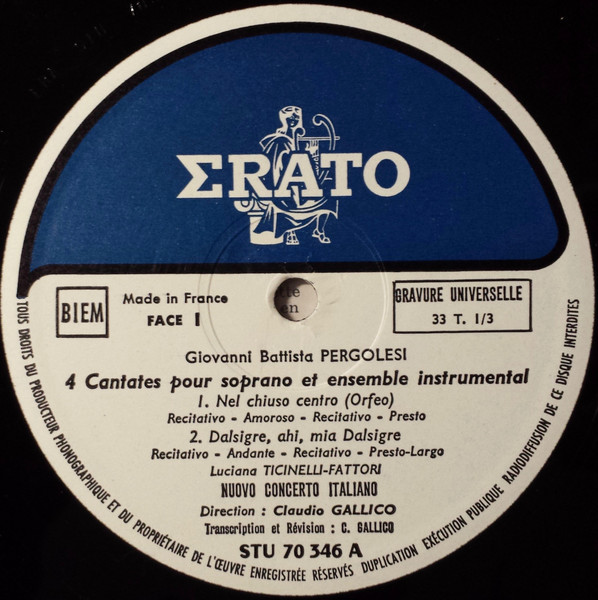 ΣRATO
BIEM
Made in France
FACE 1
GRAVURE UNIVERSELLE
33 T. 1/3
Giovanni Battista PERGOLESI
4 Cantates pour soprano et ensemble instrumental
1. Nel chiuso centro (Orfeo)
Recitativo - Amoroso - Recitativo - Presto
2. Dalsigre, ahi, mia Dalsigre
Recitativo - Andante - Recitativo - Presto-Largo
Luciana TICINELLI-FATTORI
NUOVO CONCERTO ITALIANO
Direction : Claudio GALLICO
Transcription et Révision : C. GALLICO
STU 70 346 A
TOUS DROITS DU PRODUCTEUR PHONOGRAPHIQUE ET DU PROPRIÉTAIRE DE L'ŒUVRE ENREGISTRÉE RÉSERVÉS DUPLICATION EXÉCUTION PUBLIQUE RADIODIFFUSION DE CE DISQUE INTERDITES